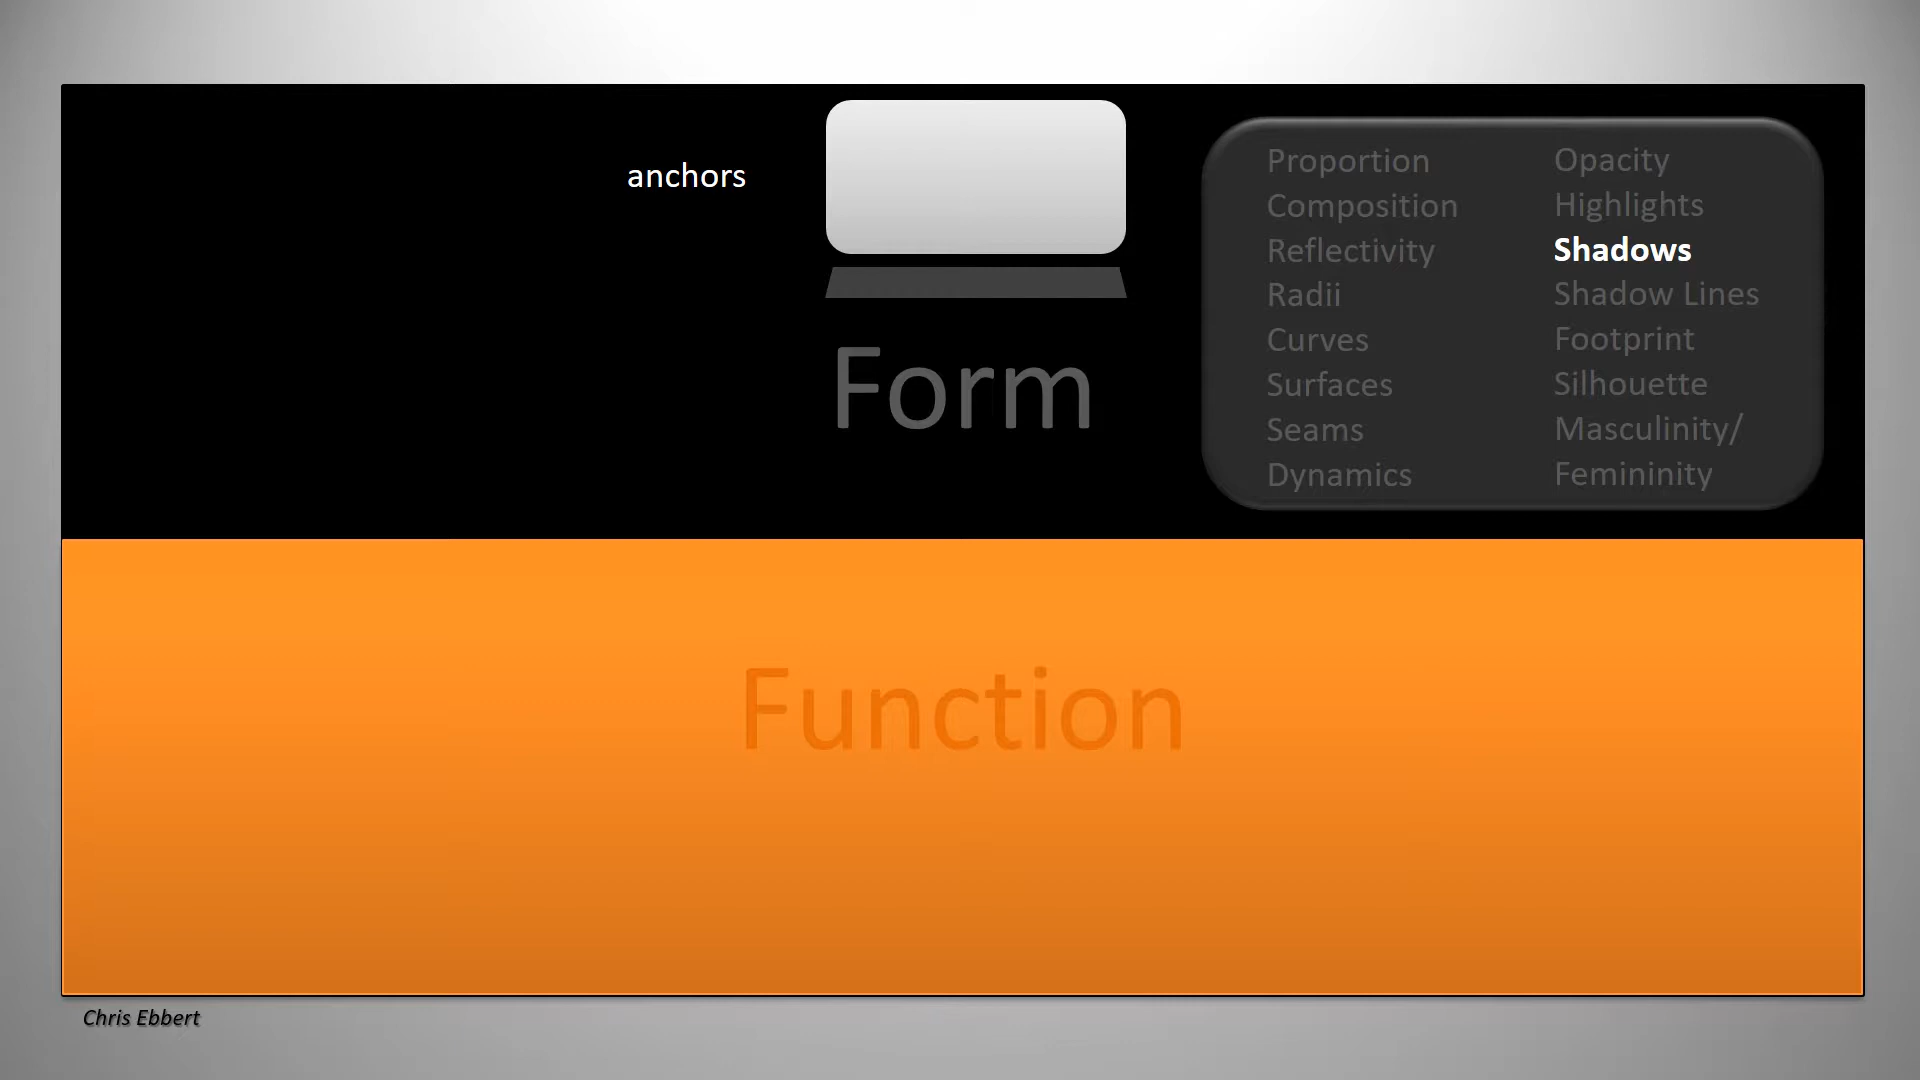 anchors
Form
Proportion
Composition
Reflectivity
Radii
Curves
Surfaces
Seams
Dynamics
Opacity
Highlights
Shadows
Shadow Lines
Footprint
Silhouette
Masculinity/
Femininity
Function
Chris Ebbert